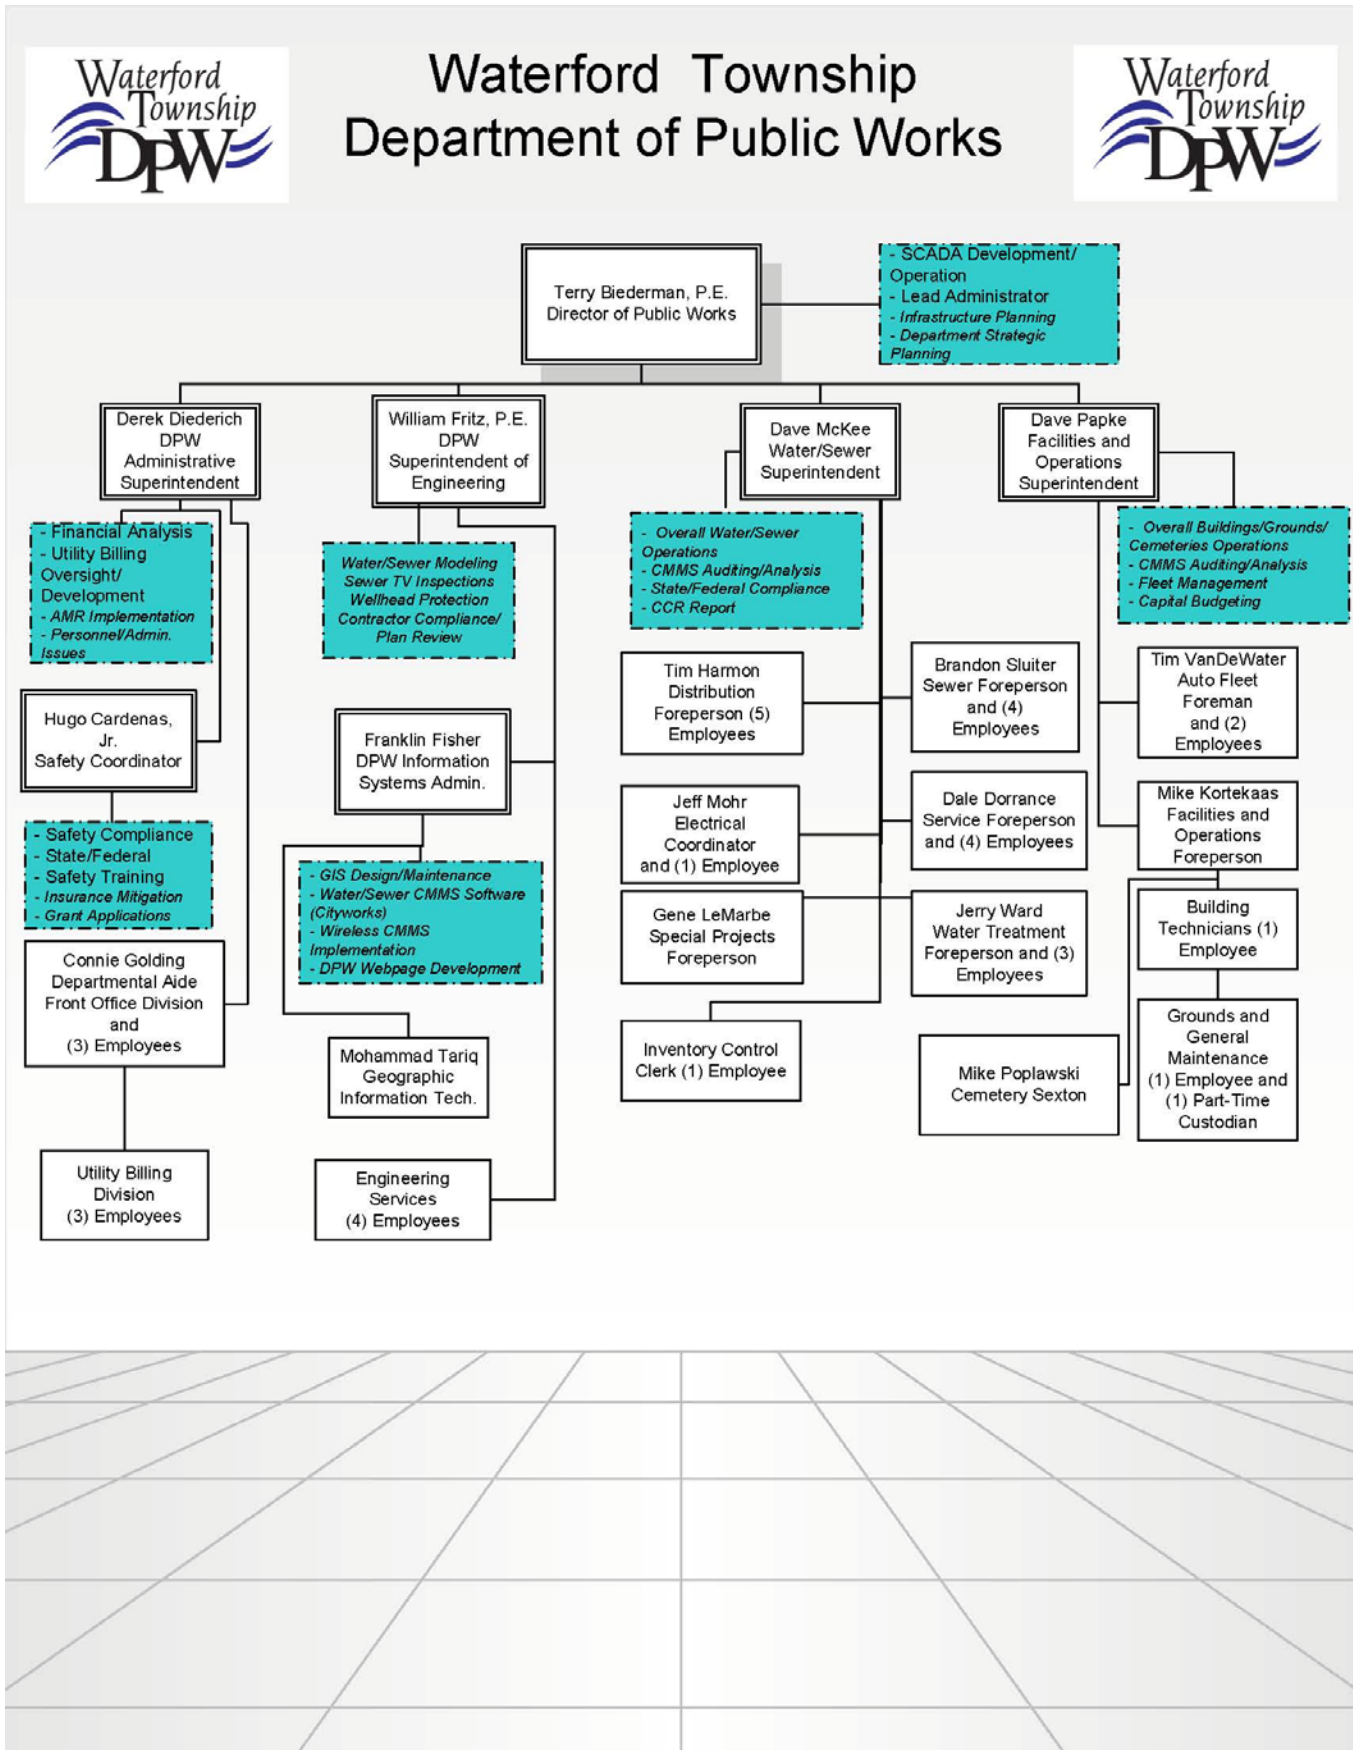 Waterford
Township
DPW
Waterford Township
Department of Public Works
Waterford
Township
DPW
Terry Biederman, P.E.
Director of Public Works
- SCADA Development/
Operation
- Lead Administrator
- Infrastructure Planning
- Department Strategic
Planning
Derek Diederich
DPW
Administrative
Superintendent
William Fritz, P.E.
DPW
Superintendent of
Engineering
Dave McKee
Water/Sewer
Superintendent
Dave Papke
Facilities and
Operations
Superintendent
- Financial Analysis
- Utility Billing
Oversight/
Development
- AMR Implementation
- Personnel/Admin.
Issues
Water/Sewer Modeling
Sewer TV Inspections
Wellhead Protection
Contractor Compliance/
Plan Review
- Overall Water/Sewer
Operations
- CMMS Auditing/Analysis
- State/Federal Compliance
- CCR Report
- Overall Buildings/Grounds/
Cemeteries Operations
- CMMS Auditing/Analysis
- Fleet Management
- Capital Budgeting
Hugo Cardenas,
Jr.
Safety Coordinator
Franklin Fisher
DPW Information
Systems Admin.
Tim Harmon
Distribution
Foreperson (5)
Employees
Brandon Sluiter
Sewer Foreperson
and (4)
Employees
Tim VanDeWater
Auto Fleet
Foreman
and (2)
Employees
Jeff Mohr
Electrical
Coordinator
and (1) Employee
Dale Dorrance
Service Foreperson
and (4) Employees
Mike Kortekaas
Facilities and
Operations
Foreperson
- Safety Compliance
- State/Federal
- Safety Training
- Insurance Mitigation
- Grant Applications
- GIS Design/Maintenance
- Water/Sewer CMMS Software
(Cityworks)
- Wireless CMMS
Implementation
- DPW Webpage Development
Gene LeMarbe
Special Projects
Foreperson
Jerry Ward
Water Treatment
Foreperson and (3)
Employees
Building
Technicians (1)
Employee
Connie Golding
Departmental Aide
Front Office Division
and
(3) Employees
Mohammad Tariq
Geographic
Information Tech.
Inventory Control
Clerk (1) Employee
Mike Poplawski
Cemetery Sexton
Grounds and
General
Maintenance
(1) Employee and
(1) Part-Time
Custodian
Utility Billing
Division
(3) Employees
Engineering
Services
(4) Employees